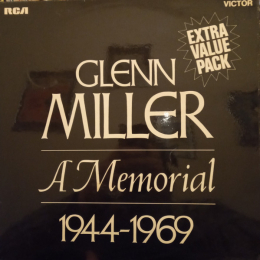 RCA
VICTOR
EXTRA
VALUE
PACK
GLENN
MILLER
A Memorial
1944-1969